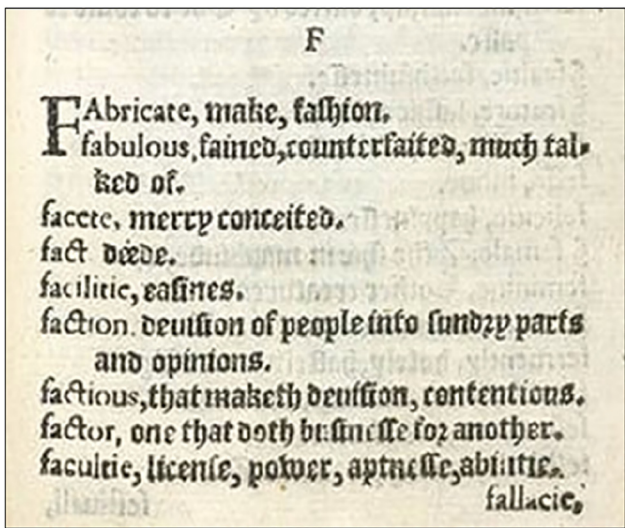 F
FAbricate, make, fashion.
fabulous, fained, counterfaited, much tal-
ked of.
facete, merry conceited.
fact deede.
facilitie, easines.
faction. deuision of people into sundry parts
and opinions.
factious, that maketh deuision, contentious.
factor, one that doth businesse for another.
facultie, license, power, aptnesse, abilitie.
fallacie,